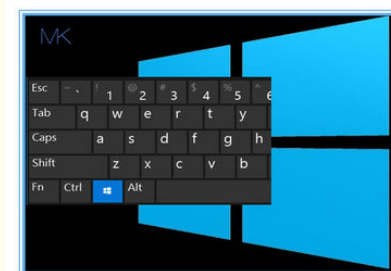 MK
Esc ~ ` ! 1 @ 2 # 3 $ 4 % 5 ^ 6
Tab q w e r t y
Caps a s d f g h
Shift z x c v b
Fn Ctrl Alt